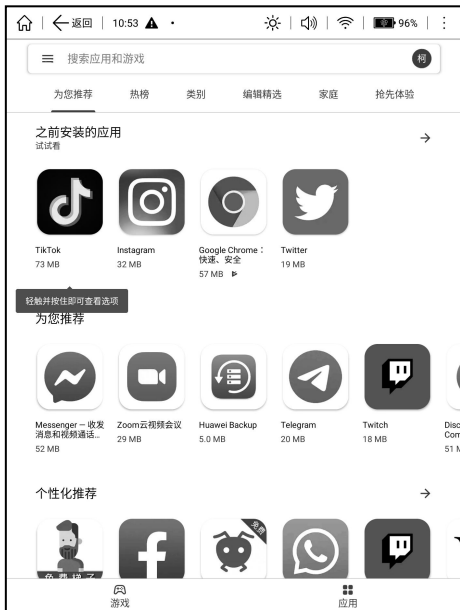 返回 10:53 96%
搜索应用和游戏 柯
为您推荐 热榜 类别 编辑精选 家庭 抢先体验
之前安装的应用
试试看
TikTok Instagram Google Chrome： Twitter
快速、安全
73 MB 32 MB 19 MB
57 MB
轻触并按住即可查看选项
为您推荐
Messenger — 收发 Zoom云视频会议 Huawei Backup Telegram Twitch Disc
消息和视频通话... Com
29 MB 5.0 MB 20 MB 18 MB
52 MB 51 M
个性化推荐
免费
免费梯子
游戏 应用